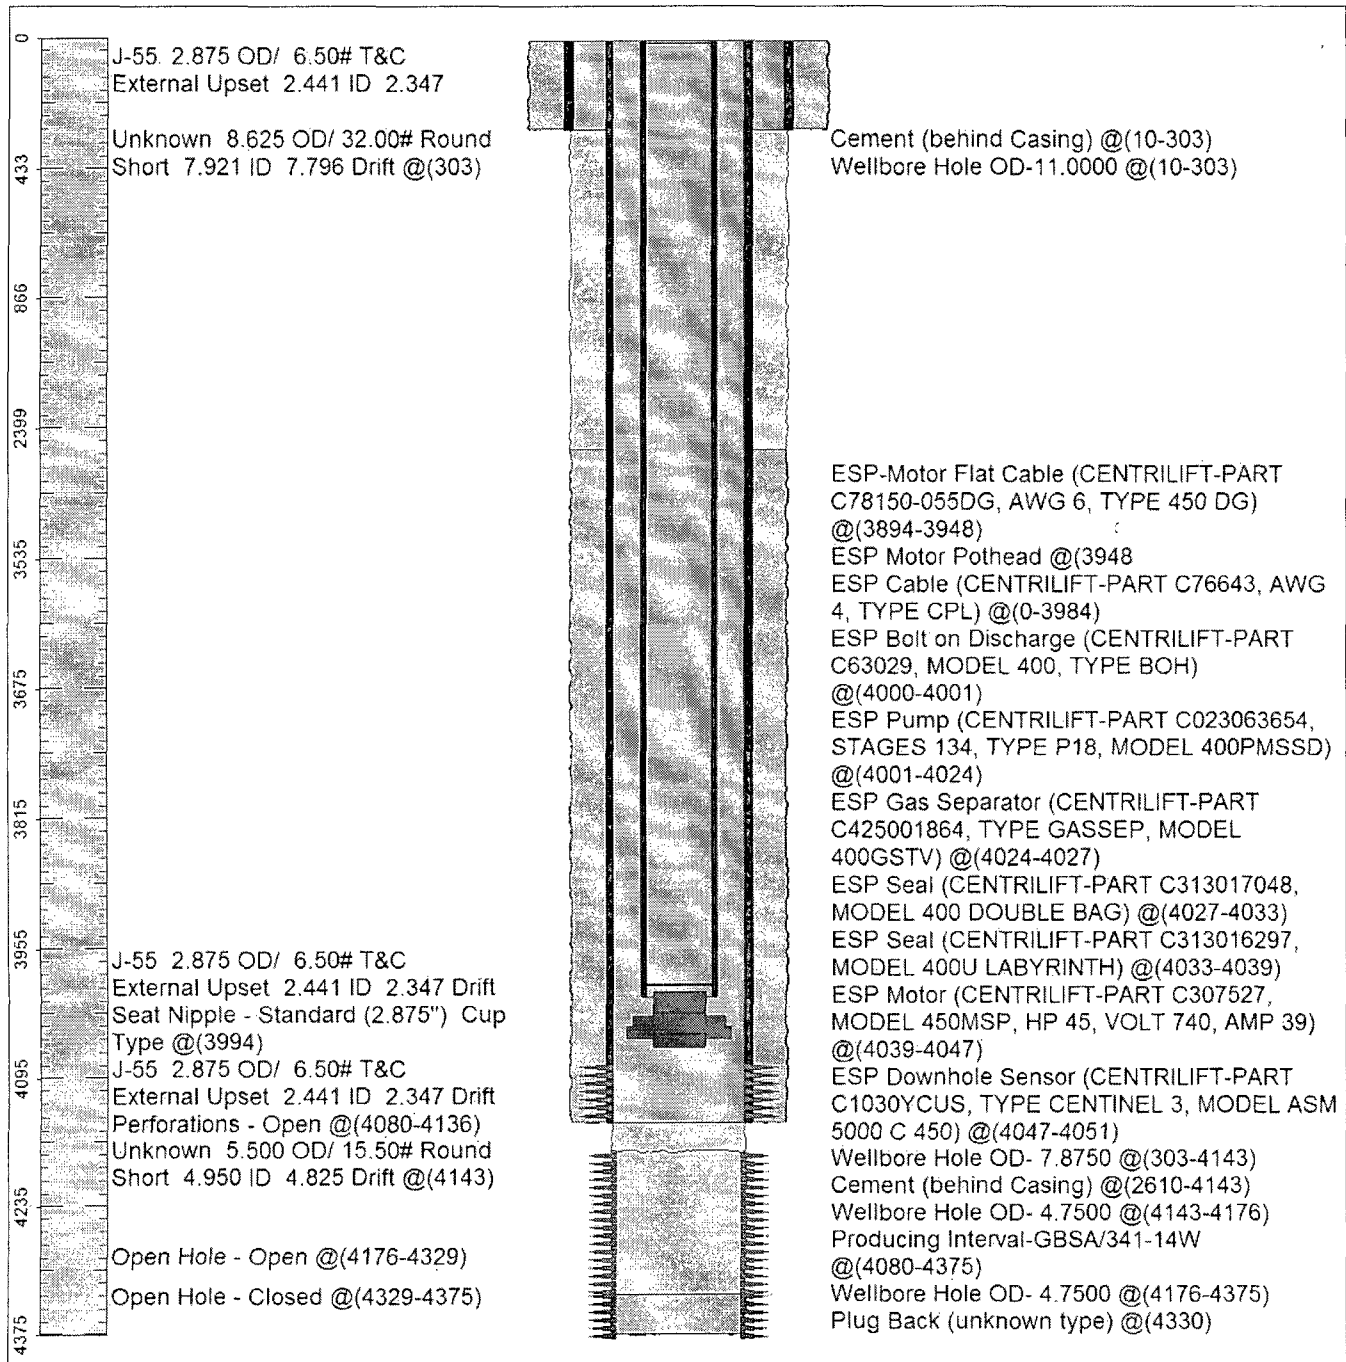 0
433
866
2399
3535
3675
3815
3955
4095
4235
4375
J-55 2.875 OD/ 6.50# T&C
External Upset 2.441 ID 2.347
Unknown 8.625 OD/ 32.00# Round
Short 7.921 ID 7.796 Drift @(303)
J-55 2.875 OD/ 6.50# T&C
External Upset 2.441 ID 2.347 Drift
Seat Nipple - Standard (2.875") Cup
Type @(3994)
J-55 2.875 OD/ 6.50# T&C
External Upset 2.441 ID 2.347 Drift
Perforations - Open @(4080-4136)
Unknown 5.500 OD/ 15.50# Round
Short 4.950 ID 4.825 Drift @(4143)
Open Hole - Open @(4176-4329)
Open Hole - Closed @(4329-4375)
Cement (behind Casing) @(10-303)
Wellbore Hole OD-11.0000 @(10-303)
ESP-Motor Flat Cable (CENTRILIFT-PART
C78150-055DG, AWG 6, TYPE 450 DG)
@(3894-3948)
ESP Motor Pothead @(3948
ESP Cable (CENTRILIFT-PART C76643, AWG
4, TYPE CPL) @(0-3984)
ESP Bolt on Discharge (CENTRILIFT-PART
C63029, MODEL 400, TYPE BOH)
@(4000-4001)
ESP Pump (CENTRILIFT-PART C023063654,
STAGES 134, TYPE P18, MODEL 400PMSSD)
@(4001-4024)
ESP Gas Separator (CENTRILIFT-PART
C425001864, TYPE GASSEP, MODEL
400GSTV) @(4024-4027)
ESP Seal (CENTRILIFT-PART C313017048,
MODEL 400 DOUBLE BAG) @(4027-4033)
ESP Seal (CENTRILIFT-PART C313016297,
MODEL 400U LABYRINTH) @(4033-4039)
ESP Motor (CENTRILIFT-PART C307527,
MODEL 450MSP, HP 45, VOLT 740, AMP 39)
@(4039-4047)
ESP Downhole Sensor (CENTRILIFT-PART
C1030YCUS, TYPE CENTINEL 3, MODEL ASM
5000 C 450) @(4047-4051)
Wellbore Hole OD- 7.8750 @(303-4143)
Cement (behind Casing) @(2610-4143)
Wellbore Hole OD- 4.7500 @(4143-4176)
Producing Interval-GBSA/341-14W
@(4080-4375)
Wellbore Hole OD- 4.7500 @(4176-4375)
Plug Back (unknown type) @(4330)